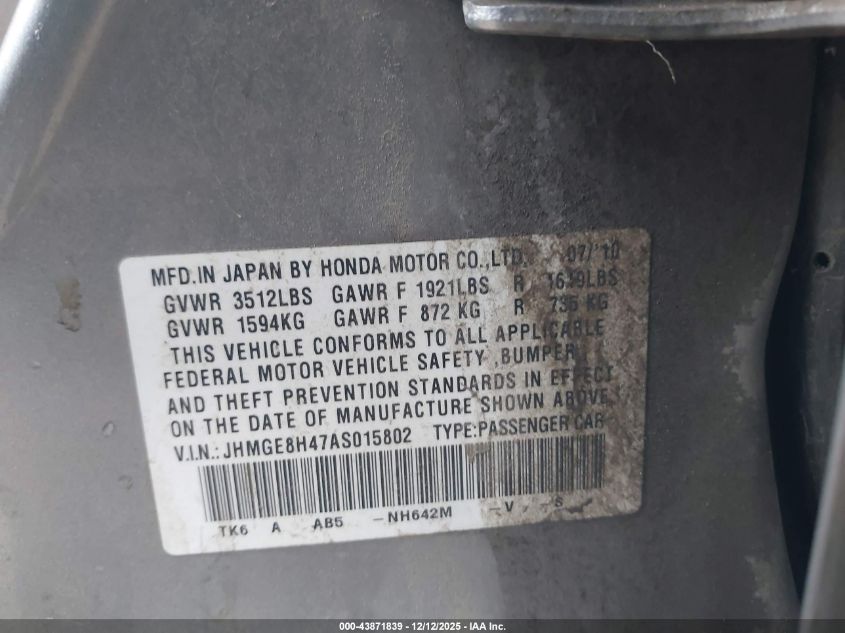 MFD.IN JAPAN BY HONDA MOTOR CO.,LTD. 07/'10
GVWR 3512LBS GAWR F 1921LBS R 1619LBS
GVWR 1594KG GAWR F 872 KG R 735 KG
THIS VEHICLE CONFORMS TO ALL APPLICABLE
FEDERAL MOTOR VEHICLE SAFETY, BUMPER,
AND THEFT PREVENTION STANDARDS IN EFFECT
ON THE DATE OF MANUFACTURE SHOWN ABOVE.
V.I.N.: JHMGE8H47AS015802 TYPE:PASSENGER CAR
TK6 A AB5 -NH642M -V -S
000-43871839 - 12/12/2025 - IAA Inc.